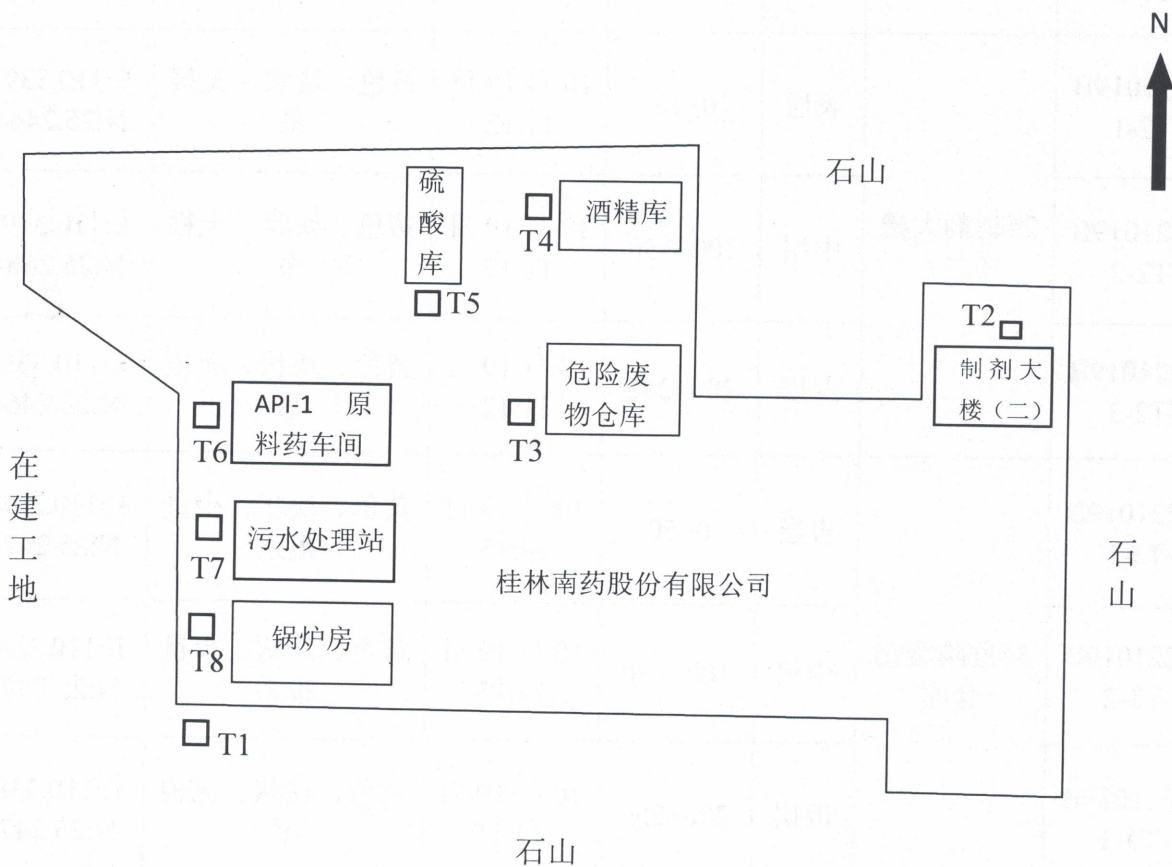 N
石山
硫
酸
库
酒精库
T4
T5
T2
制剂大
楼（二）
危险废
物仓库
T3
API-1 原
料药车间
T6
在
建
工
地
污水处理站
T7
桂林南药股份有限公司
石
山
锅炉房
T8
T1
石山